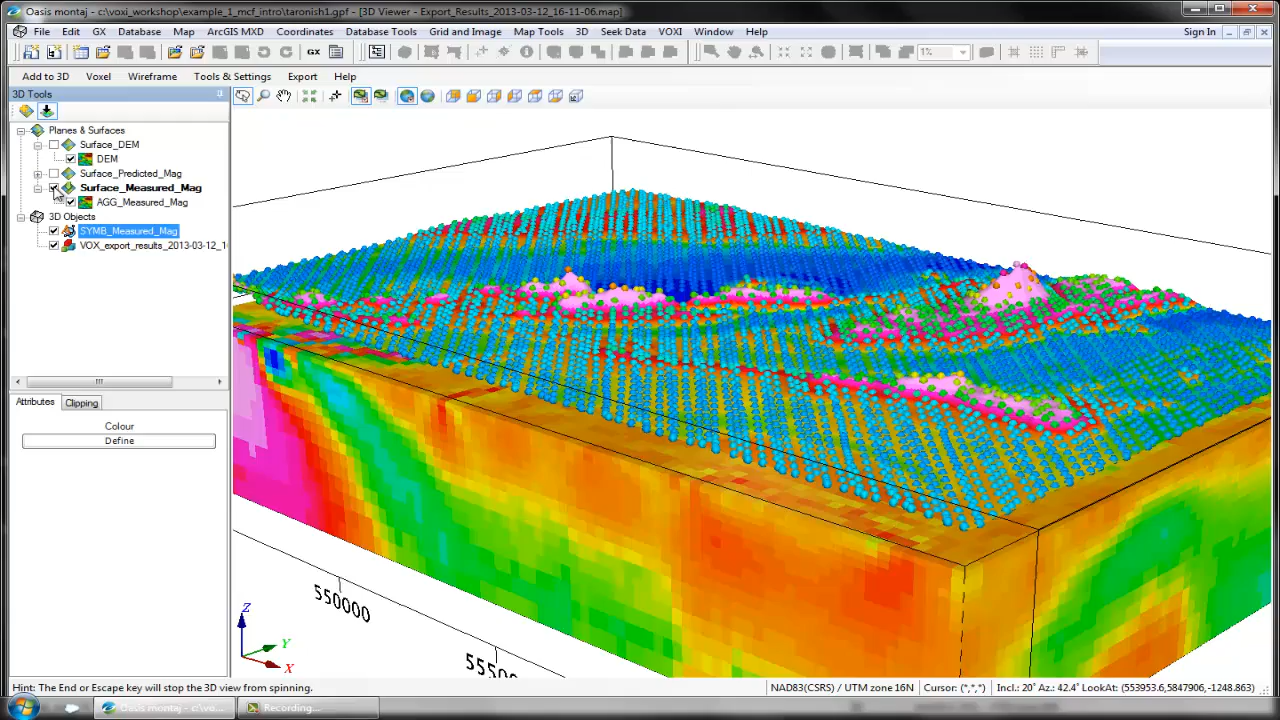 Oasis montaj - c:\voxi_workshop\example_1_mcf_intro\taronish1.gpf - [3D Viewer - Export_Results_2013-03-12_16-11-06.map]
File Edit GX Database Map ArcGIS MXD Coordinates Database Tools Grid and Image Map Tools 3D Seek Data VOXI Window Help Sign In
GX 1%
Add to 3D Voxel Wireframe Tools & Settings Export Help
3D Tools
Planes & Surfaces
Surface_DEM
DEM
Surface_Predicted_Mag
Surface_Measured_Mag
AGG_Measured_Mag
3D Objects
SYMB_Measured_Mag
VOX_export_results_2013-03-12_1
Attributes Clipping
Colour
Define
550000
Z
Y
X
Hint: The End or Escape key will stop the 3D view from spinning.
NAD83(CSRS) / UTM zone 16N Cursor: (*,*,*) Incl.: 20° Az.: 42.4° LookAt: (553953.6,5847906,-1248.863)
Oasis montaj - c:\vo... Recording...